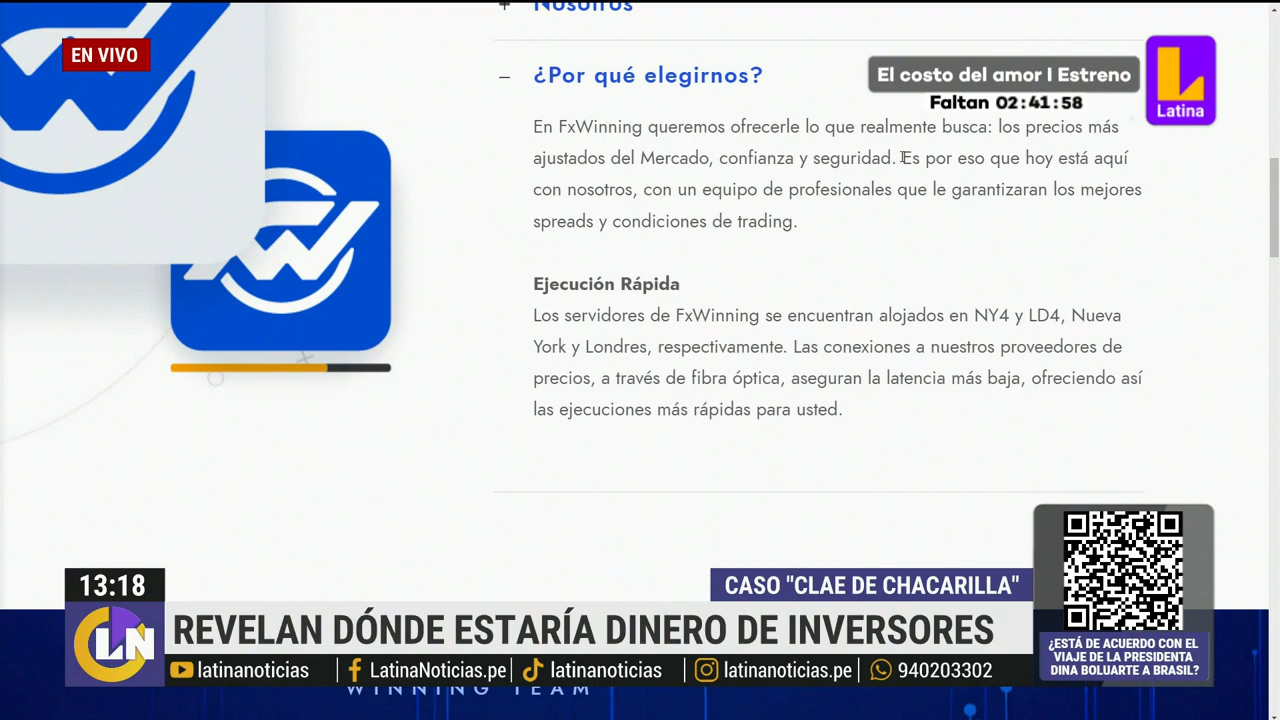 Nosotros
EN VIVO
¿Por qué elegirnos?
El costo del amor | Estreno
Faltan 02:41:58
Latina
En FxWinning queremos ofrecerle lo que realmente busca: los precios más
ajustados del Mercado, confianza y seguridad. Es por eso que hoy está aquí
con nosotros, con un equipo de profesionales que le garantizaran los mejores
spreads y condiciones de trading.
Ejecución Rápida
Los servidores de FxWinning se encuentran alojados en NY4 y LD4, Nueva
York y Londres, respectivamente. Las conexiones a nuestros proveedores de
precios, a través de fibra óptica, aseguran la latencia más baja, ofreciendo así
las ejecuciones más rápidas para usted.
13:18
CASO "CLAE DE CHACARILLA"
LN
REVELAN DÓNDE ESTARÍA DINERO DE INVERSORES
¿ESTÁ DE ACUERDO CON EL
VIAJE DE LA PRESIDENTA
DINA BOLUARTE A BRASIL?
latinanoticias
LatinaNoticias.pe
latinanoticias
latinanoticias.pe
940203302
WINNING TEAM